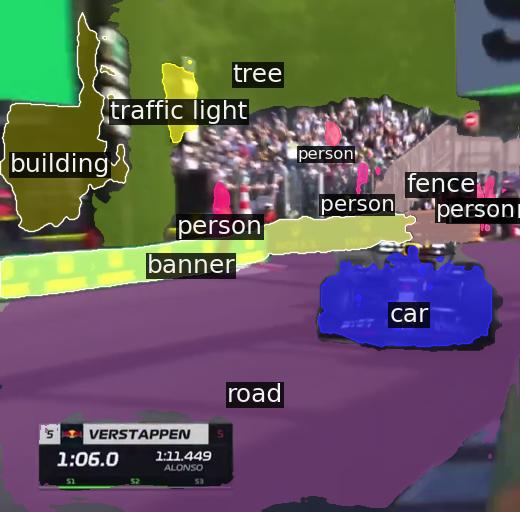 tree
traffic light
person
building
fence
person
person
person
banner
car
road
5 VERSTAPPEN 5
1:06.0 1:11.449
ALONSO
S1 S2 S3